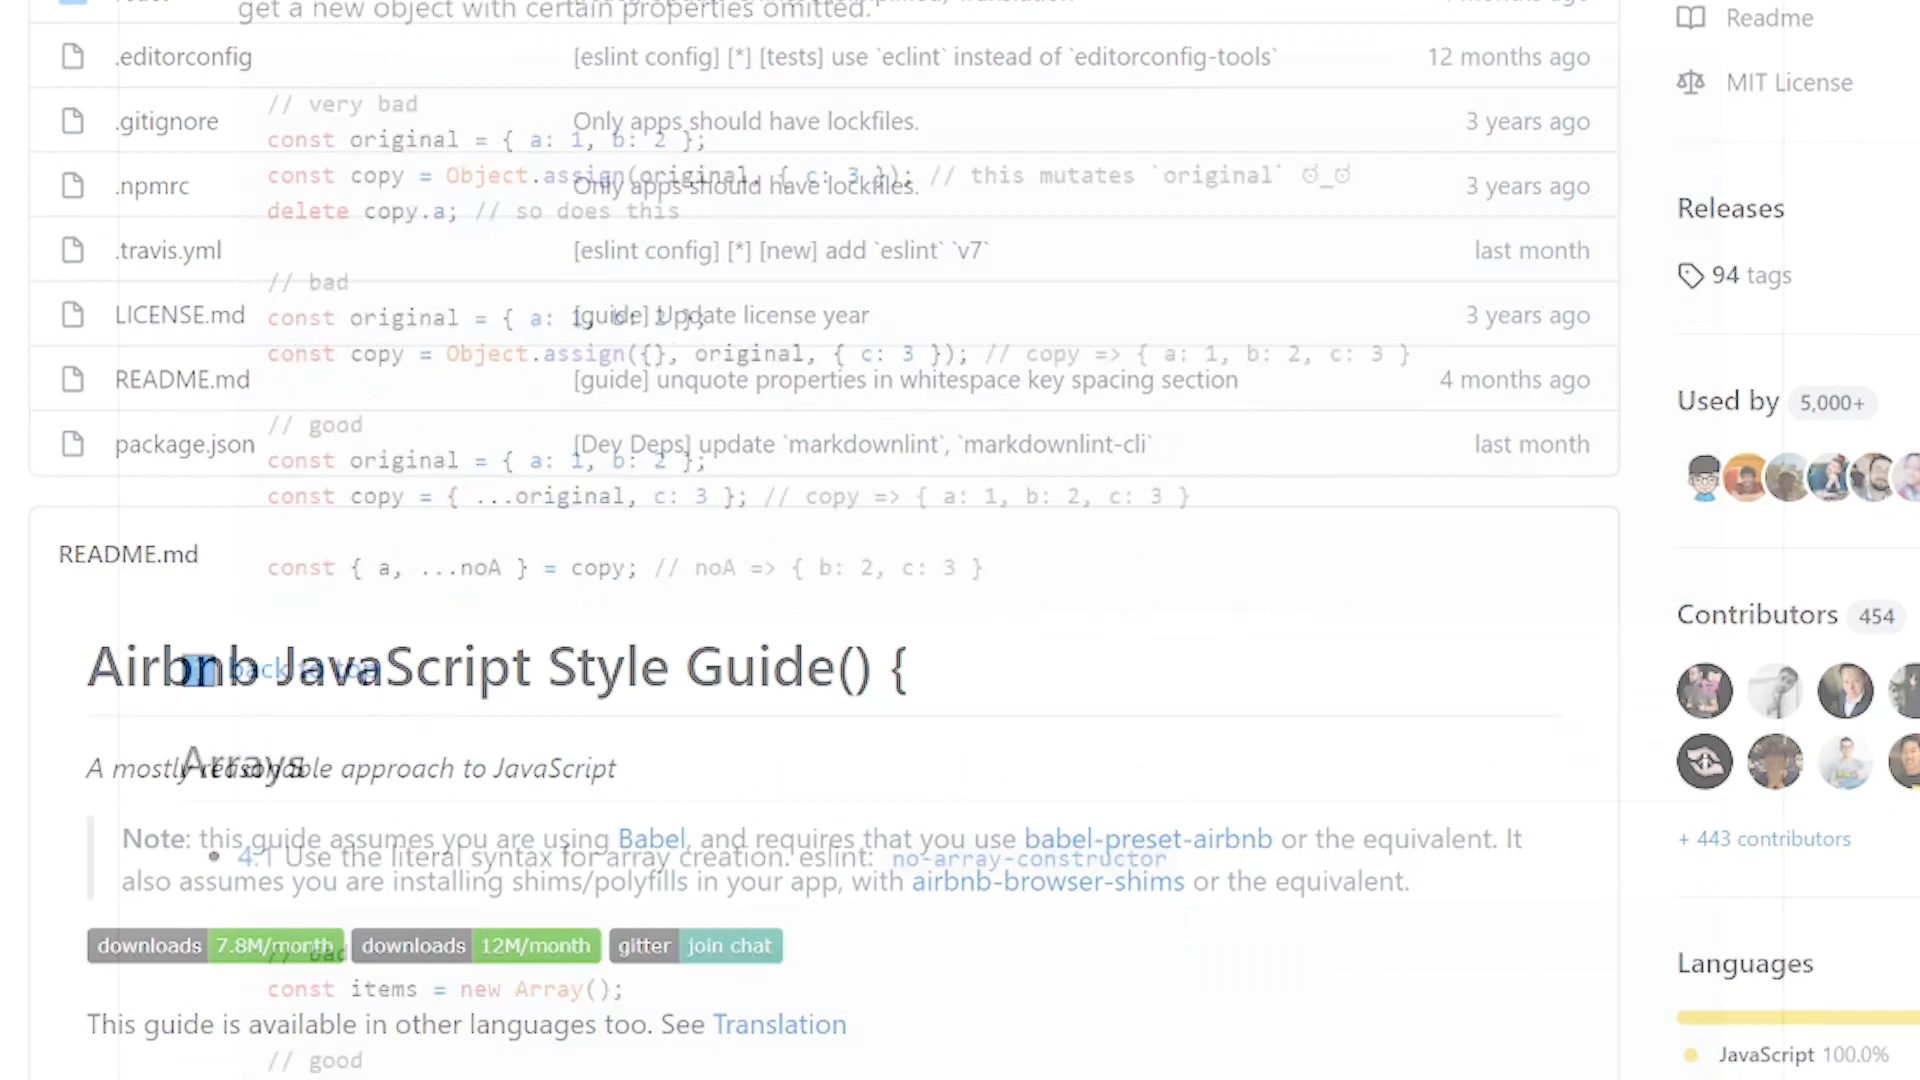 get a new object with certain properties omitted.
.editorconfig [eslint config] [*] [tests] use `eclint` instead of `editorconfig-tools` 12 months ago
// very bad
.gitignore Only apps should have lockfiles. 3 years ago
const original = { a: 1, b: 2 };
const copy = Object.assign(original, { c: 3 }); // this mutates `original` ಠ_ಠ
.npmrc Only apps should have lockfiles. 3 years ago
delete copy.a; // so does this
.travis.yml [eslint config] [*] [new] add `eslint` `v7` last month
// bad
LICENSE.md [guide] Update license year 3 years ago
const original = { a: 1, b: 2 };
const copy = Object.assign({}, original, { c: 3 }); // copy => { a: 1, b: 2, c: 3 }
README.md [guide] unquote properties in whitespace key spacing section 4 months ago
// good
package.json [Dev Deps] update `markdownlint`, `markdownlint-cli` last month
const original = { a: 1, b: 2 };
const copy = { ...original, c: 3 }; // copy => { a: 1, b: 2, c: 3 }
README.md
const { a, ...noA } = copy; // noA => { b: 2, c: 3 }
Airbnb JavaScript Style Guide() {
back to top
Arrays
A mostly reasonable approach to JavaScript
Note: this guide assumes you are using Babel, and requires that you use babel-preset-airbnb or the equivalent. It
4.1 Use the literal syntax for array creation. eslint: no-array-constructor
also assumes you are installing shims/polyfills in your app, with airbnb-browser-shims or the equivalent.
downloads 7.8M/month downloads 12M/month gitter join chat
// bad
const items = new Array();
This guide is available in other languages too. See Translation
// good
Readme
MIT License
Releases
94 tags
Used by 5,000+
Contributors 454
+ 443 contributors
Languages
JavaScript 100.0%